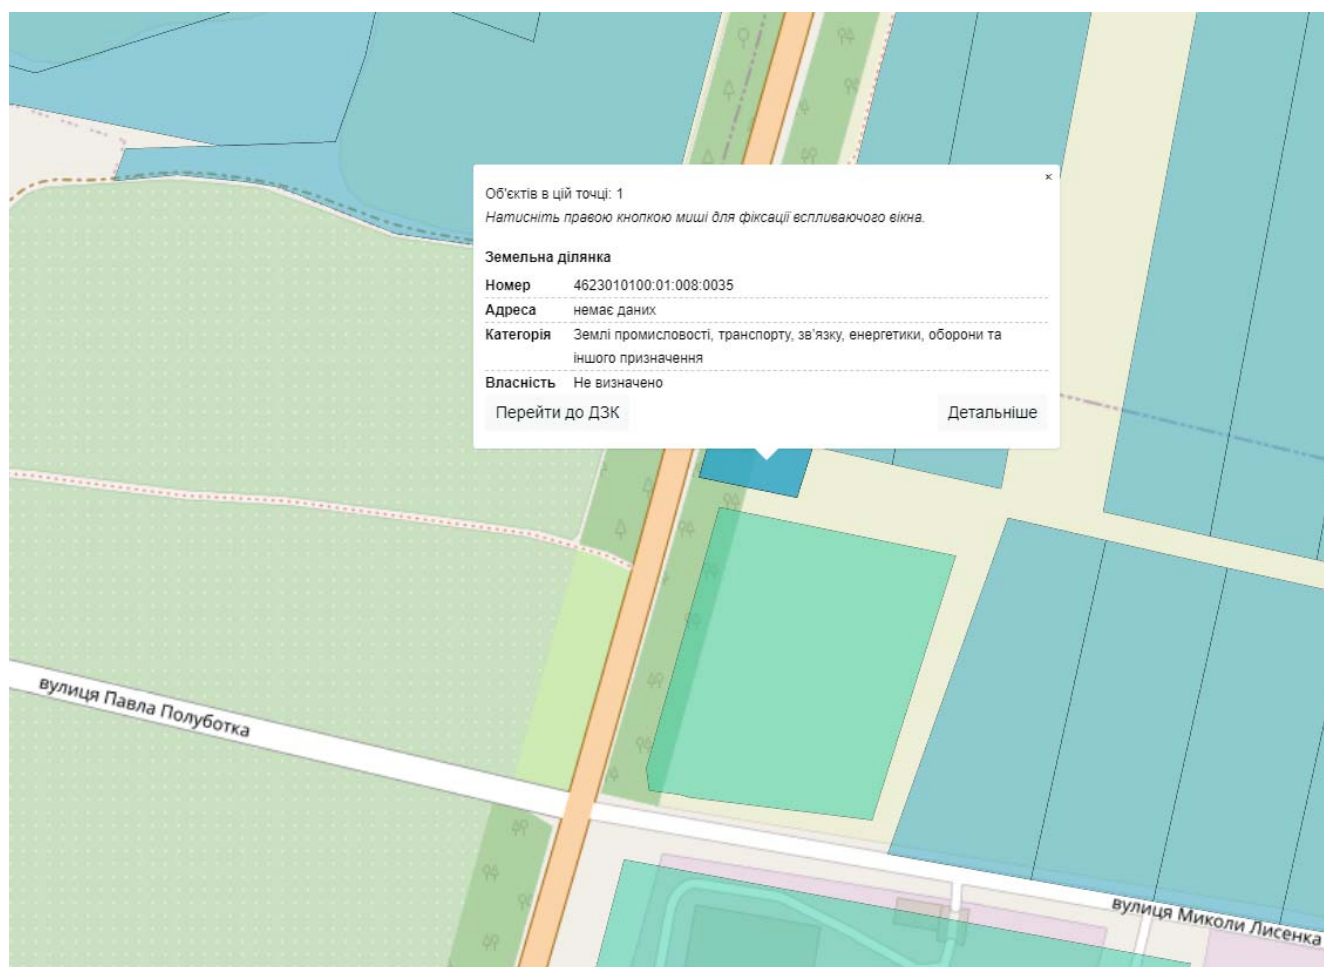 ×
Об'єктів в цій точці: 1
Натисніть правою кнопкою миші для фіксації вспливаючого вікна.
Земельна ділянка
Номер 4623010100:01:008:0035
Адреса немає даних
Категорія Землі промисловості, транспорту, зв'язку, енергетики, оборони та
іншого призначення
Власність Не визначено
Перейти до ДЗК Детальніше
вулиця Павла Полуботка
вулиця Миколи Лисенка